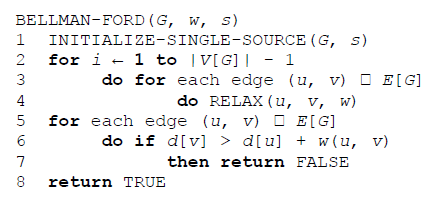 BELLMAN-FORD(G, w, s)
1  INITIALIZE-SINGLE-SOURCE(G, s)
2  for i ← 1 to |V[G]| - 1
3       do for each edge (u, v) □ E[G]
4              do RELAX(u, v, w)
5  for each edge (u, v) □ E[G]
6       do if d[v] > d[u] + w(u, v)
7             then return FALSE
8  return TRUE